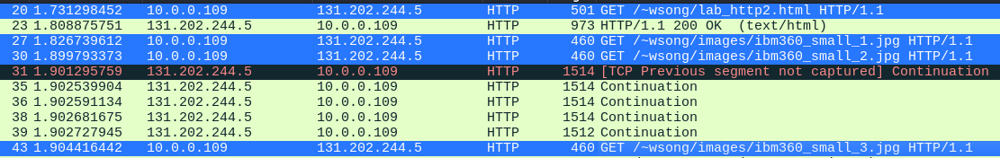 20 1.731298452 10.0.0.109 131.202.244.5 HTTP 501 GET /~wsong/lab_http2.html HTTP/1.1
23 1.808875751 131.202.244.5 10.0.0.109 HTTP 973 HTTP/1.1 200 OK (text/html)
27 1.826739612 10.0.0.109 131.202.244.5 HTTP 460 GET /~wsong/images/ibm360_small_1.jpg HTTP/1.1
30 1.899793373 10.0.0.109 131.202.244.5 HTTP 460 GET /~wsong/images/ibm360_small_2.jpg HTTP/1.1
31 1.901295759 131.202.244.5 10.0.0.109 HTTP 1514 [TCP Previous segment not captured] Continuation
35 1.902539904 131.202.244.5 10.0.0.109 HTTP 1514 Continuation
36 1.902591134 131.202.244.5 10.0.0.109 HTTP 1514 Continuation
38 1.902681675 131.202.244.5 10.0.0.109 HTTP 1514 Continuation
39 1.902727945 131.202.244.5 10.0.0.109 HTTP 1512 Continuation
43 1.904416442 10.0.0.109 131.202.244.5 HTTP 460 GET /~wsong/images/ibm360_small_3.jpg HTTP/1.1